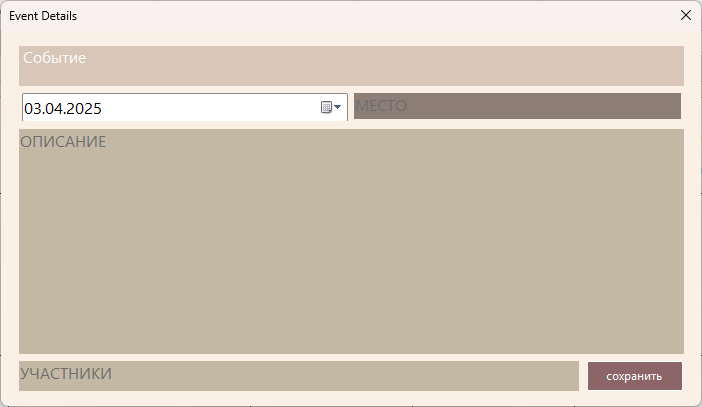 Event Details
Событие
03.04.2025
МЕСТО
ОПИСАНИЕ
УЧАСТНИКИ
сохранить